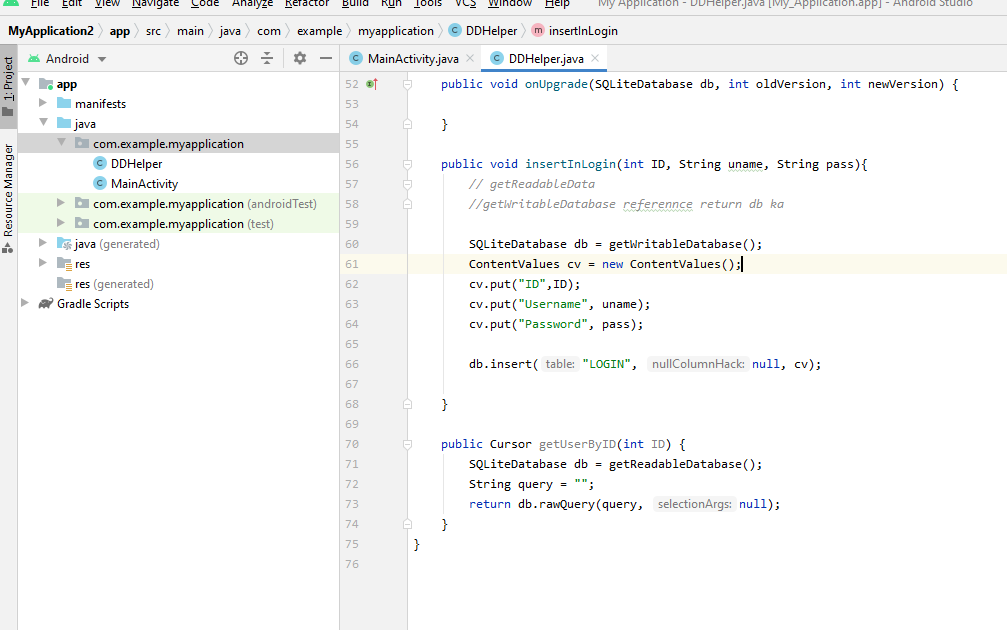 File Edit View Navigate Code Analyze Refactor Build Run Tools VCS Window Help My Application - DDHelper.java [My_Application.app] - Android Studio
MyApplication2 app src main java com example myapplication C DDHelper m insertInLogin
1: Project
Resource Manager
Android
app
manifests
java
com.example.myapplication
C DDHelper
C MainActivity
com.example.myapplication (androidTest)
com.example.myapplication (test)
java (generated)
res
res (generated)
Gradle Scripts
C MainActivity.java C DDHelper.java
52 public void onUpgrade(SQLiteDatabase db, int oldVersion, int newVersion) {
53
54 }
55
56 public void insertInLogin(int ID, String uname, String pass){
57 // getReadableData
58 //getWritableDatabase referennce return db ka
59
60 SQLiteDatabase db = getWritableDatabase();
61 ContentValues cv = new ContentValues();
62 cv.put("ID",ID);
63 cv.put("Username", uname);
64 cv.put("Password", pass);
65
66 db.insert( table: "LOGIN", nullColumnHack: null, cv);
67
68 }
69
70 public Cursor getUserByID(int ID) {
71 SQLiteDatabase db = getReadableDatabase();
72 String query = "";
73 return db.rawQuery(query, selectionArgs: null);
74 }
75 }
76